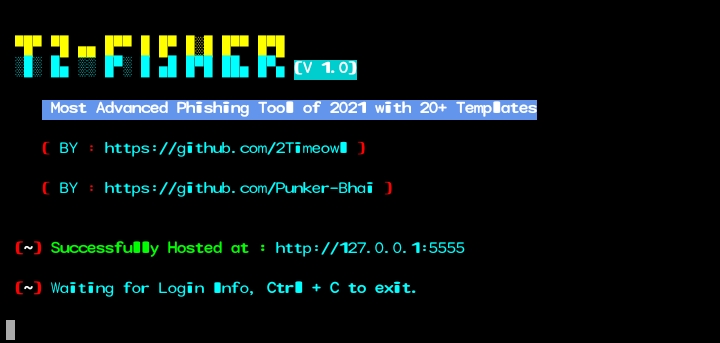 T2-FISHER (V 1.0)
Most Advanced Phishing Tool of 2021 with 20+ Templates
( BY : https://github.com/2Timeowl )
( BY : https://github.com/Punker-Bhai )
(~) Successfully Hosted at : http://127.0.0.1:5555
(~) Waiting for Login Info, Ctrl + C to exit.